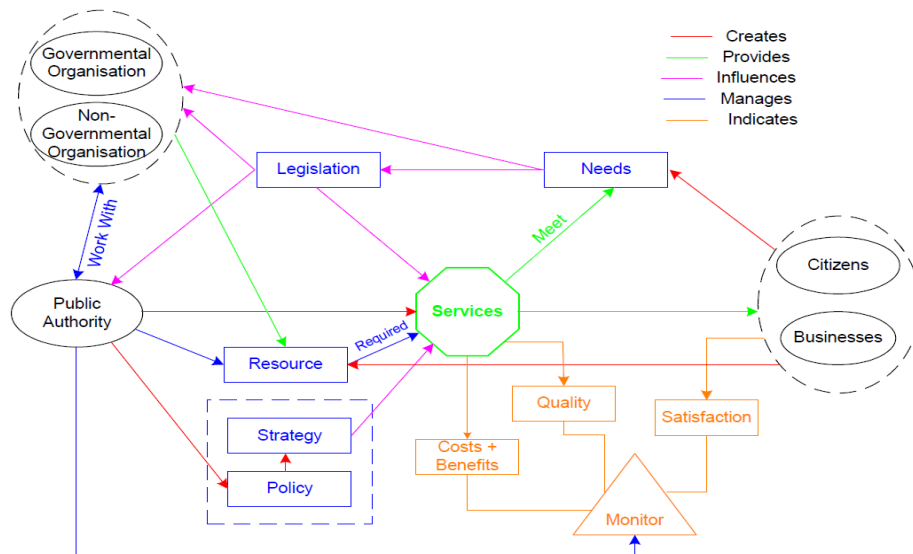 Governmental
Organisation
Non-
Governmental
Organisation
Creates
Provides
Influences
Manages
Indicates
Legislation
Needs
Work With
Meet
Citizens
Public
Authority
Services
Required
Businesses
Resource
Quality
Satisfaction
Strategy
Costs +
Benefits
Policy
Monitor